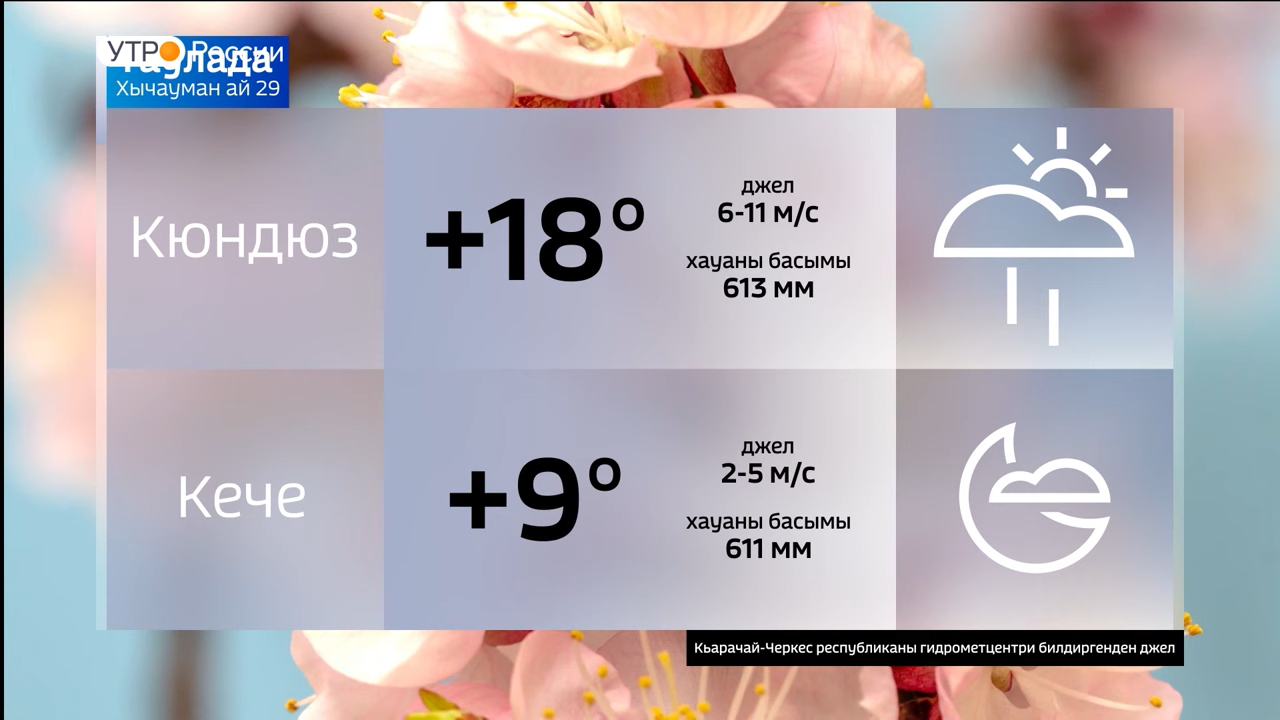 УТРО России
Таулада
Хычауман ай 29
Кюндюз
+18°
джел
6-11 м/с
хауаны басымы
613 мм
Кече
+9°
джел
2-5 м/с
хауаны басымы
611 мм
Кьарачай-Черкес республиканы гидрометцентри билдиргенден джел